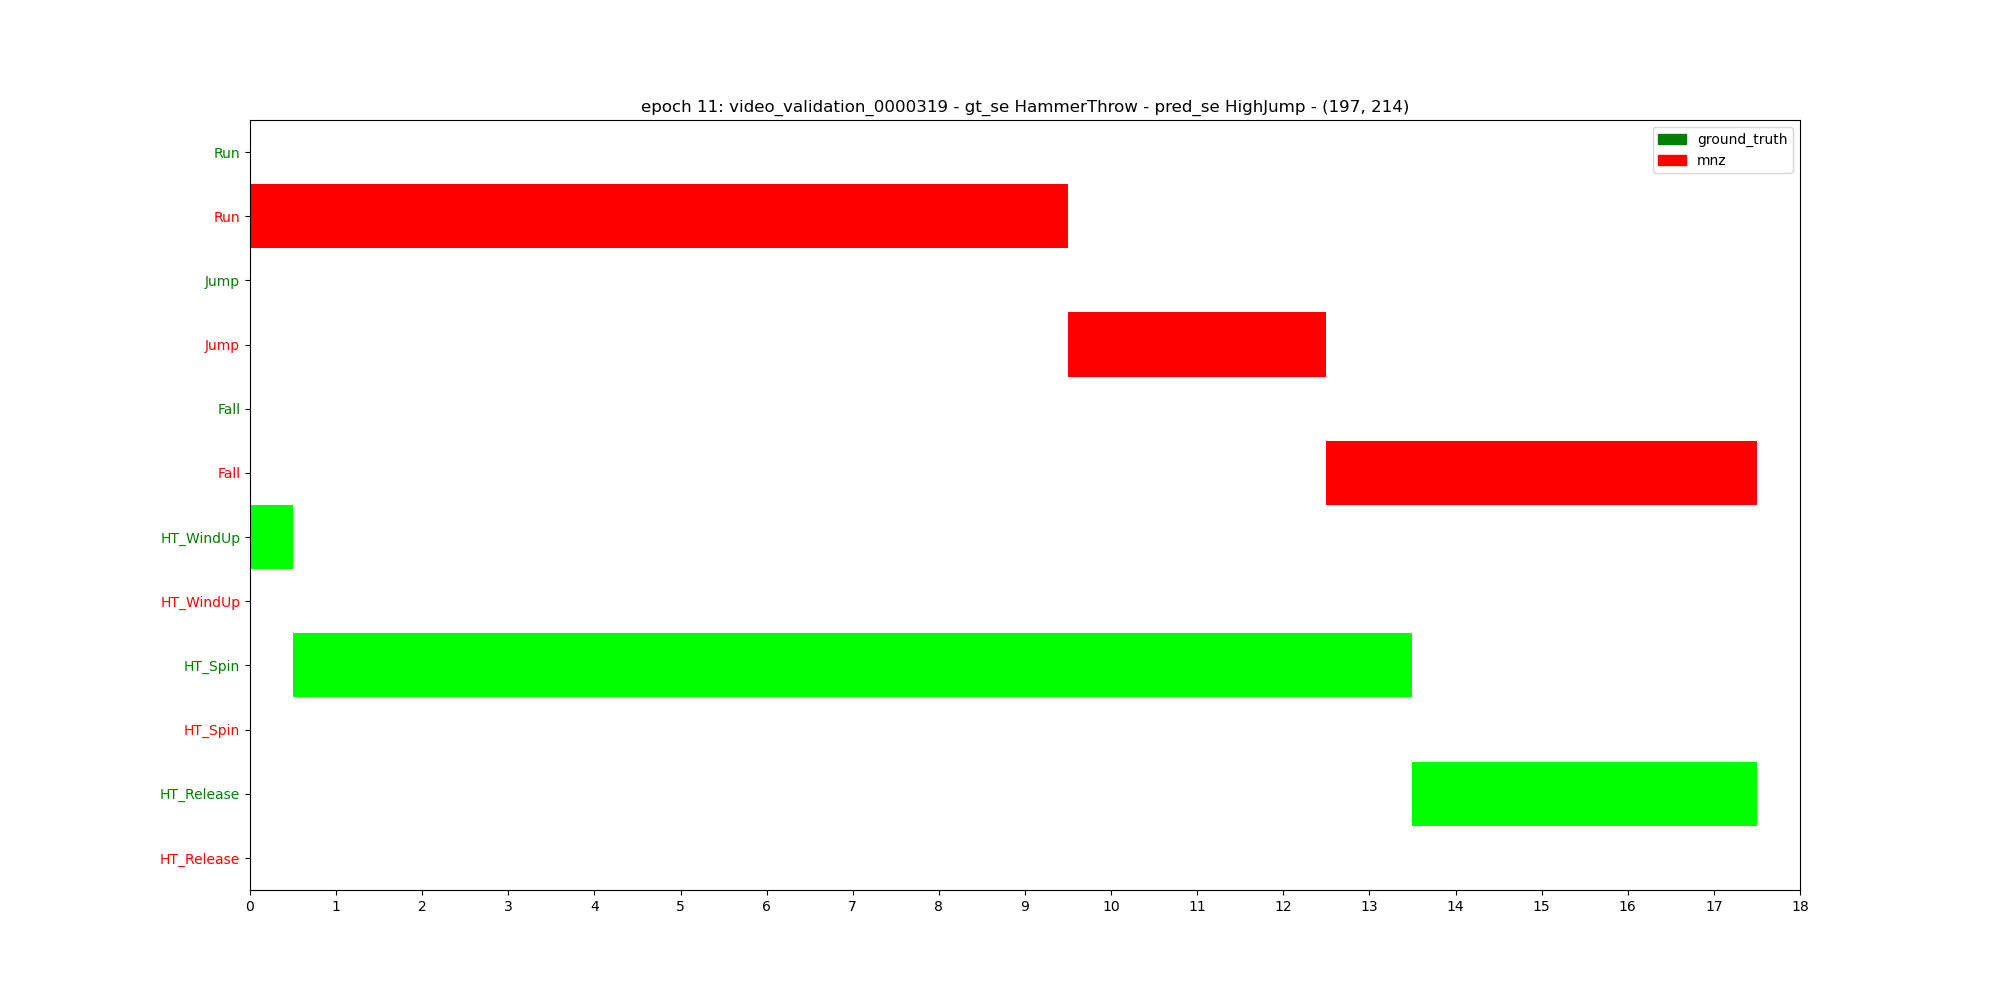 epoch 11: video_validation_0000319 - gt_se HammerThrow - pred_se HighJump - (197, 214)
ground_truth
mnz
Run
Run
Jump
Jump
Fall
Fall
HT_WindUp
HT_WindUp
HT_Spin
HT_Spin
HT_Release
HT_Release
0 1 2 3 4 5 6 7 8 9 10 11 12 13 14 15 16 17 18